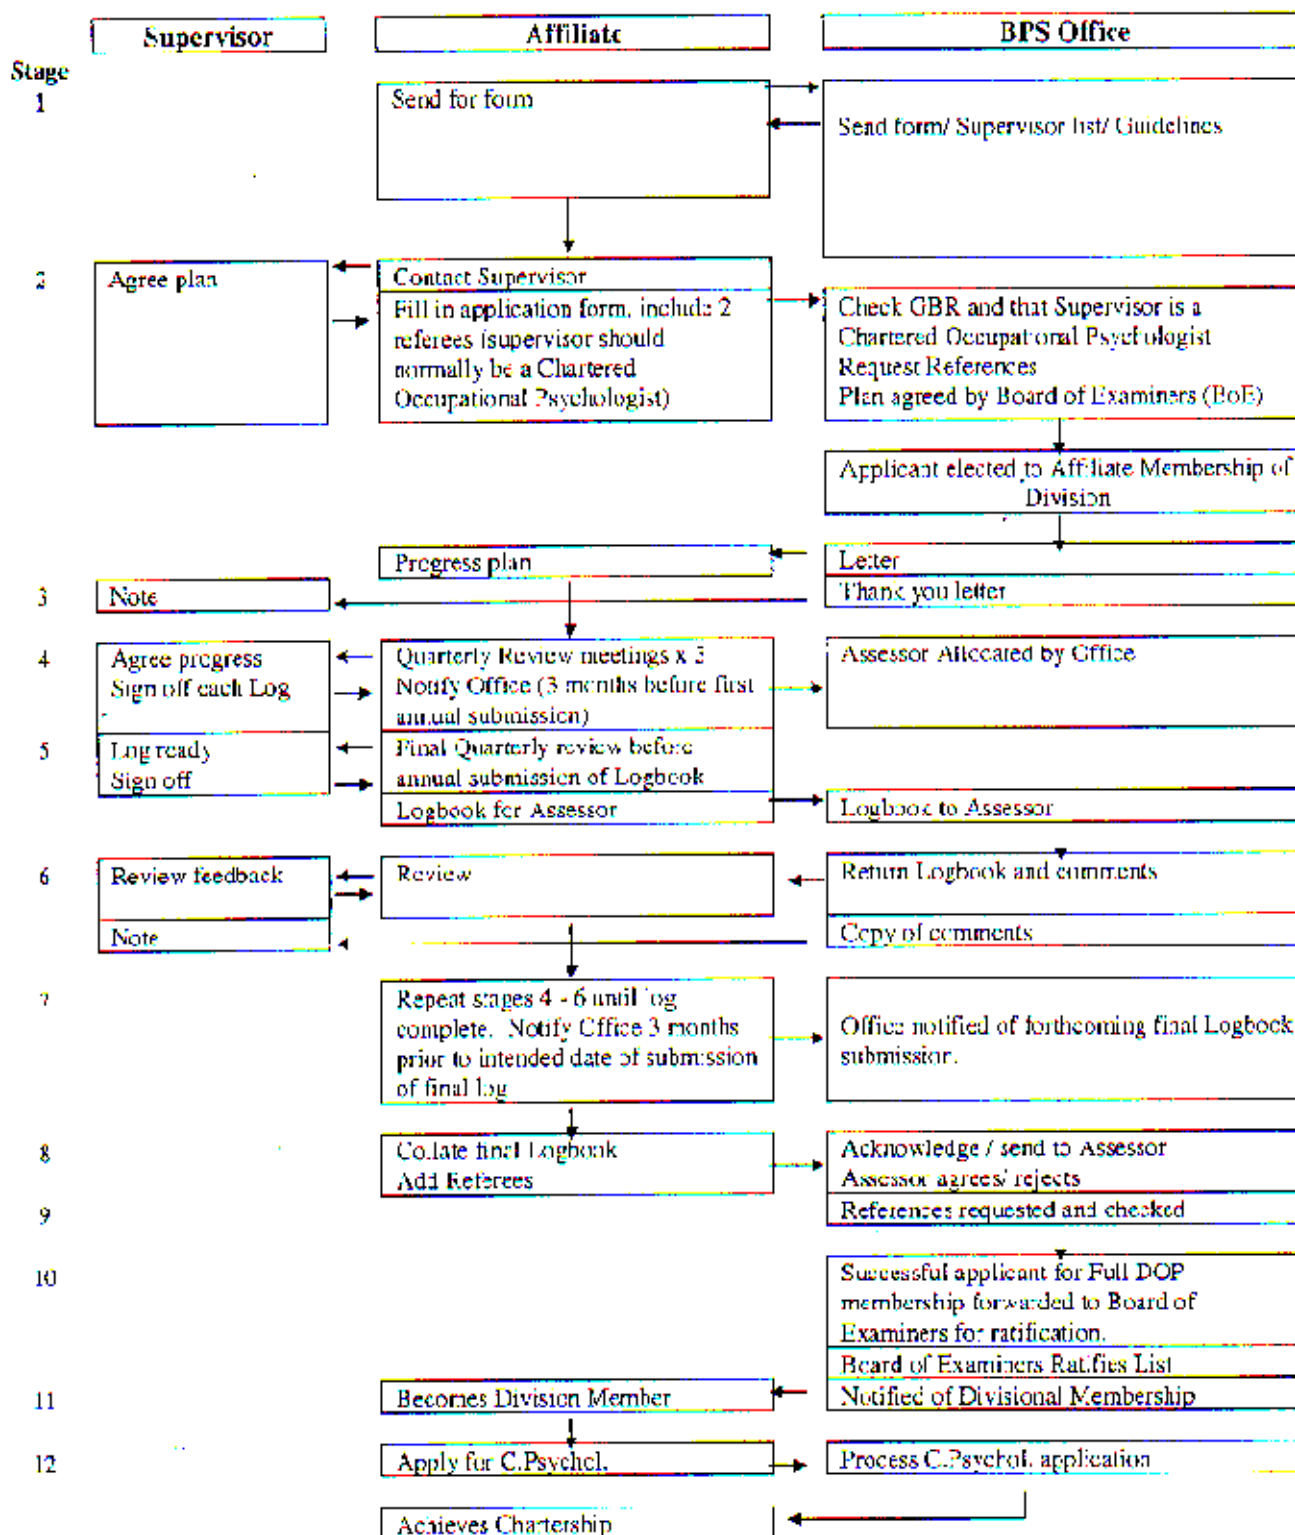 Supervisor
Affiliate
BPS Office
Stage
1
Send for form
Send form/ Supervisor list/ Guidelines
2
Agree plan
Contact Supervisor
Fill in application form, include 2
referees (supervisor should
normally be a Chartered
Occupational Psychologist)
Check GBR and that Supervisor is a
Chartered Occupational Psychologist
Request References
Plan agreed by Board of Examiners (BoE)
Applicant elected to Affiliate Membership of
Division
Progress plan
Letter
3
Note
Thank you letter
4
Agree progress
Sign off each Log
Quarterly Review meetings x 3
Notify Office (3 months before first
annual submission)
Assessor Allocated by Office
5
Log ready
Sign off
Final Quarterly review before
annual submission of Logbook
Logbook for Assessor
Logbook to Assessor
6
Review feedback
Review
Return Logbook and comments
Note
Copy of comments
7
Repeat stages 4 - 6 until log
complete. Notify Office 3 months
prior to intended date of submission
of final log
Office notified of forthcoming final Logbook
submission.
8
Collate final Logbook
Add Referees
Acknowledge / send to Assessor
Assessor agrees/ rejects
9
References requested and checked
10
Successful applicant for Full DOP
membership forwarded to Board of
Examiners for ratification.
Board of Examiners Ratifies List
11
Becomes Division Member
Notified of Divisional Membership
12
Apply for C.Psychol.
Process C.Psychol. application
Achieves Chartership